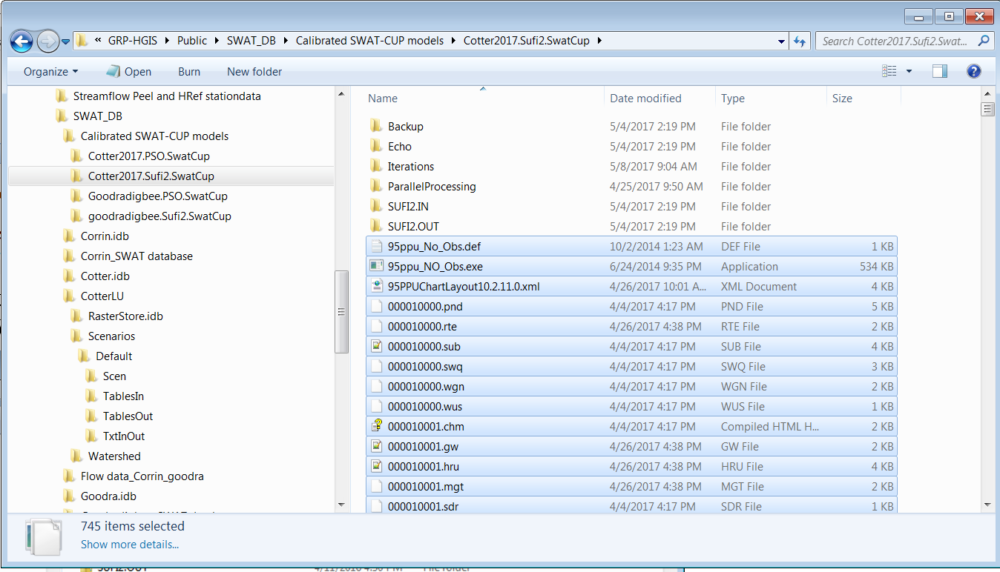 « GRP-HGIS Public SWAT_DB Calibrated SWAT-CUP models Cotter2017.Sufi2.SwatCup Search Cotter2017.Sufi2.Swat...
Organize Open Burn New folder
Streamflow Peel and HRef stationdata
SWAT_DB
Calibrated SWAT-CUP models
Cotter2017.PSO.SwatCup
Cotter2017.Sufi2.SwatCup
Goodradigbee.PSO.SwatCup
goodradigbee.Sufi2.SwatCup
Corrin.idb
Corrin_SWAT database
Cotter.idb
CotterLU
RasterStore.idb
Scenarios
Default
Scen
TablesIn
TablesOut
TxtInOut
Watershed
Flow data_Corrin_goodra
Goodra.idb
Name Date modified Type Size
Backup 5/4/2017 2:19 PM File folder
Echo 5/4/2017 2:19 PM File folder
Iterations 5/8/2017 9:04 AM File folder
ParallelProcessing 4/25/2017 9:50 AM File folder
SUFI2.IN 5/4/2017 2:19 PM File folder
SUFI2.OUT 5/4/2017 2:19 PM File folder
95ppu_No_Obs.def 10/2/2014 1:23 AM DEF File 1 KB
95ppu_NO_Obs.exe 6/24/2014 9:35 PM Application 534 KB
95PPUChartLayout10.2.11.0.xml 4/26/2017 10:01 A... XML Document 4 KB
000010000.pnd 4/4/2017 4:17 PM PND File 5 KB
000010000.rte 4/26/2017 4:38 PM RTE File 2 KB
000010000.sub 4/4/2017 4:17 PM SUB File 4 KB
000010000.swq 4/4/2017 4:17 PM SWQ File 3 KB
000010000.wgn 4/4/2017 4:17 PM WGN File 2 KB
000010000.wus 4/4/2017 4:17 PM WUS File 1 KB
000010001.chm 4/4/2017 4:17 PM Compiled HTML H... 2 KB
000010001.gw 4/26/2017 4:38 PM GW File 2 KB
000010001.hru 4/26/2017 4:38 PM HRU File 4 KB
000010001.mgt 4/26/2017 4:38 PM MGT File 2 KB
000010001.sdr 4/4/2017 4:17 PM SDR File 1 KB
745 items selected
Show more details...